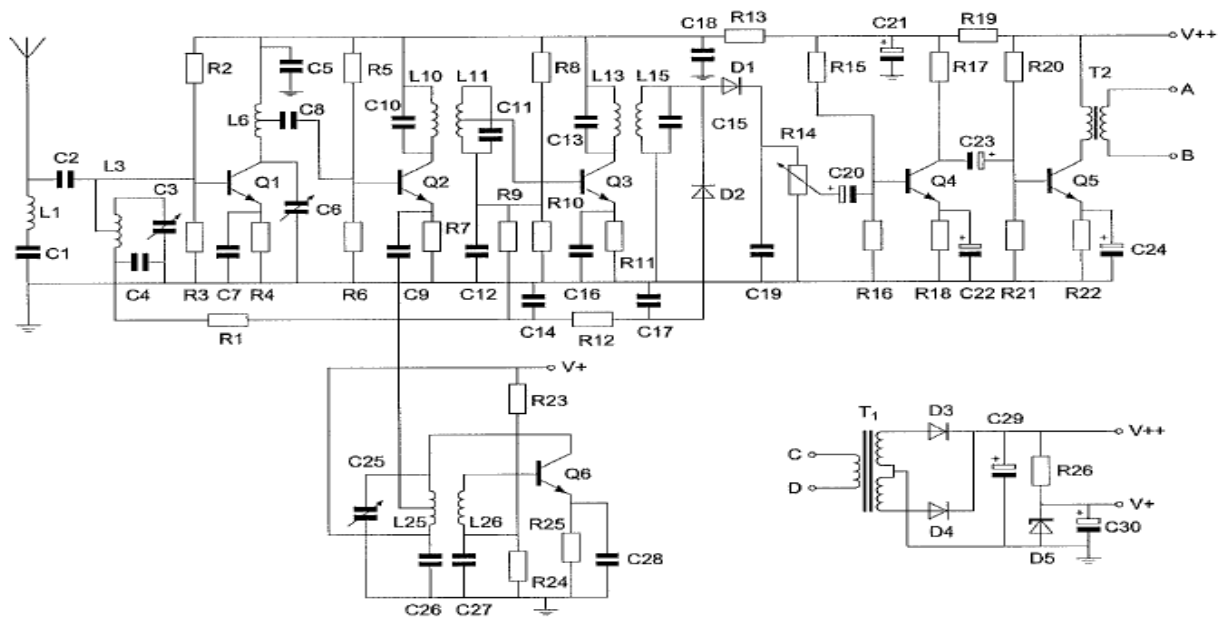 C18 R13 C21 R19 V++
R2 C5 R5 L10 L11 R8 L13 L15 D1 R15 R17 R20 T2
C8 C10 C11 C13 C15 A
L6 R14 C23 B
C2 L3 C3 Q1 Q2 R9 Q3 C20 Q4 Q5
L1 C6 R7 R10 D2
C1 R11 C24
C4 R3 C7 R4 R6 C9 C12 C16 C19 R16 R18 C22 R21 R22
R1 C14 R12 C17
V+
R23
T1 D3 C29 V++
C25 Q6 C R26
D V+
L25 L26 R25 D4 C30
R24 C28 D5
C26 C27